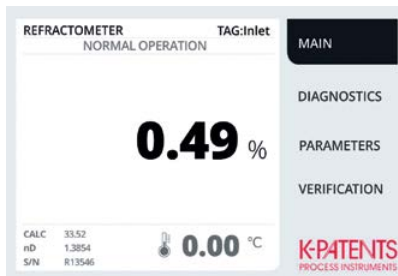 REFRACTOMETER TAG:Inlet
NORMAL OPERATION
0.49 %
CALC 33.52
nD 1.3854
S/N R13546
0.00 °C
MAIN
DIAGNOSTICS
PARAMETERS
VERIFICATION
K-PATENTS
PROCESS INSTRUMENTS